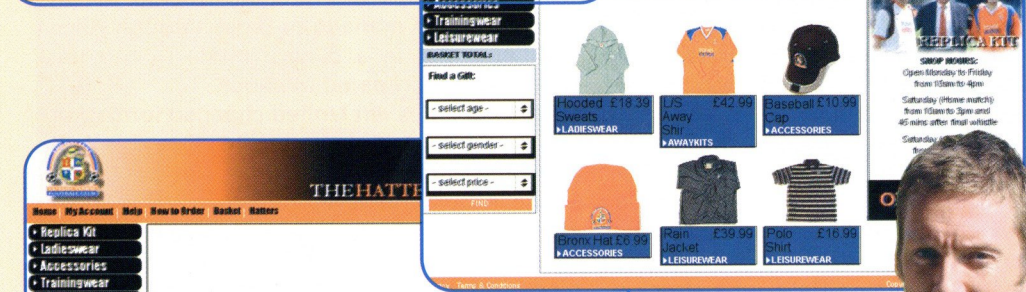 Accessories
Trainingwear
Leisurewear
BASKET TOTAL:
Find a Gift:
- select age -
- select gender -
- select price -
FIND
Hooded £18.39
Sweats...
LADIESWEAR
L/S £42.99
Away
Shir
AWAYKITS
Baseball £10.99
Cap
ACCESSORIES
Bronx Hat £6.99
ACCESSORIES
Rain £39.99
Jacket
LEISUREWEAR
Polo £16.99
Shirt
LEISUREWEAR
Terms & Conditions
REPLICA KIT
SHOP HOURS:
Open Monday to Friday
from 10am to 4pm
Saturday (Home match)
from 10am to 3pm and
45 mins after final whistle
Saturday
THE HATTE
Home My Account Help How to Order Basket Hatters
Replica Kit
Ladieswear
Accessories
Trainingwear